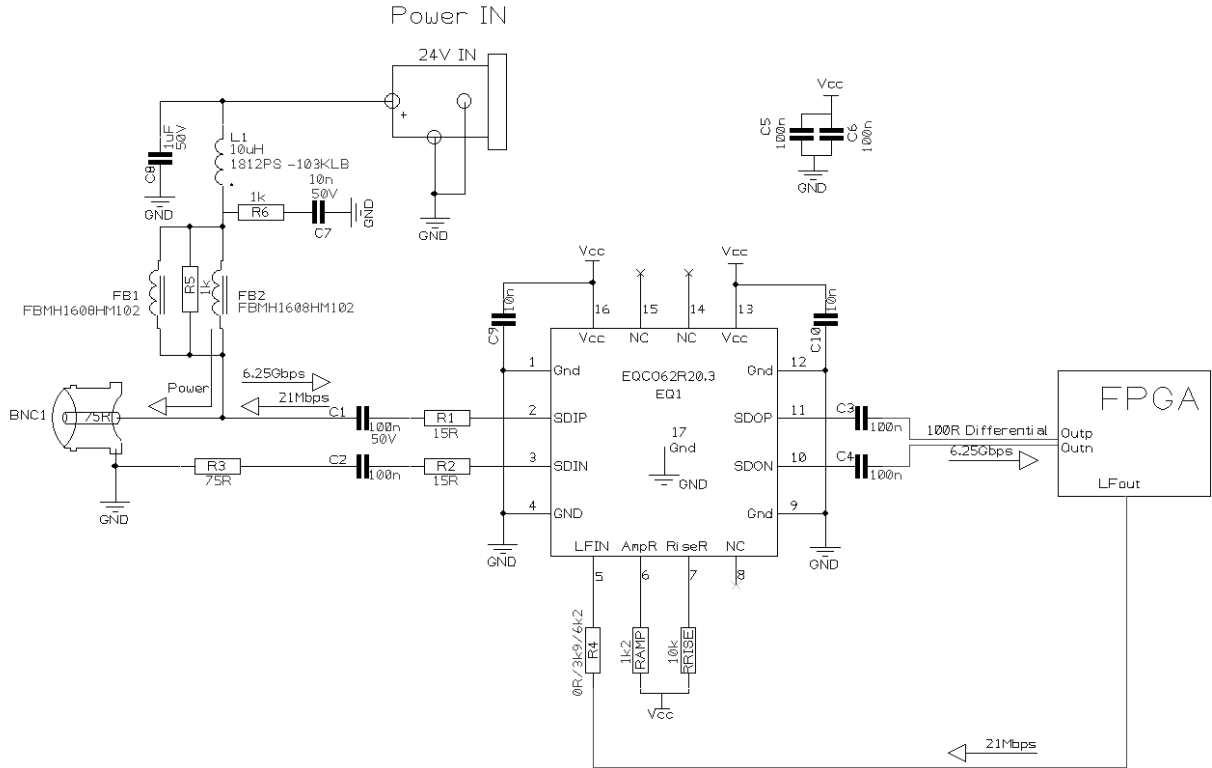 Power IN
24V IN
+
1uF
50V
C8
GND
L1
10uH
1812PS -103KLB
10n
50V
1k
R6
C7
GND
GND
Vcc
C5
100n
C6
100n
GND
FB1
FBMH1608HM102
R5
1k
FB2
FBMH1608HM102
Power
6.25Gbps
21Mbps
BNC1
75R
C1
100n
50V
R1
15R
R3
75R
C2
100n
R2
15R
GND
Vcc
10n
C9
16
15
14
13
Vcc
NC
NC
Vcc
Vcc
10n
C10
1
Gnd
2
SDIP
3
SDIN
4
GND
GND
EQCO62R20.3
EQ1
17
Gnd
GND
12
Gnd
11
SDOP
10
SDON
9
Gnd
GND
LFIN
AmpR
RiseR
NC
5
6
7
8
C3
100n
C4
100n
100R Differential
6.25Gbps
FPGA
Outp
Outn
LFout
0R/3k9/6k2
R4
1k2
RAMP
10k
RRISE
Vcc
21Mbps